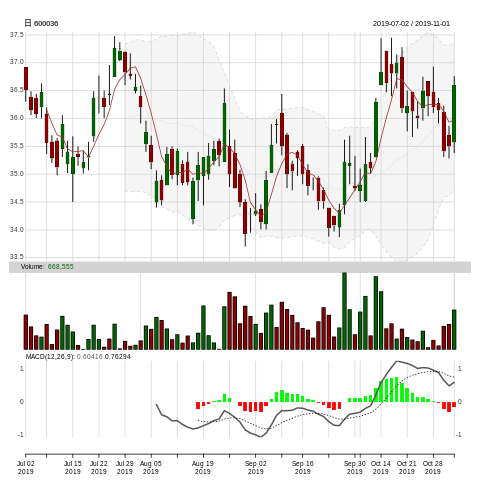 日 600036
2019-07-02 / 2019-11-01
37.5
37.0
36.5
36.0
35.5
35.0
34.5
34.0
33.5
Volume: 668,555
MACD(12,26,9): 0.60416 0.76294
1 1
0 0
-1 -1
Jul 02 Jul 15 Jul 22 Jul 29 Aug 05 Aug 19 Sep 02 Sep 16 Sep 30 Oct 14 Oct 21 Oct 28
2019 2019 2019 2019 2019 2019 2019 2019 2019 2019 2019 2019